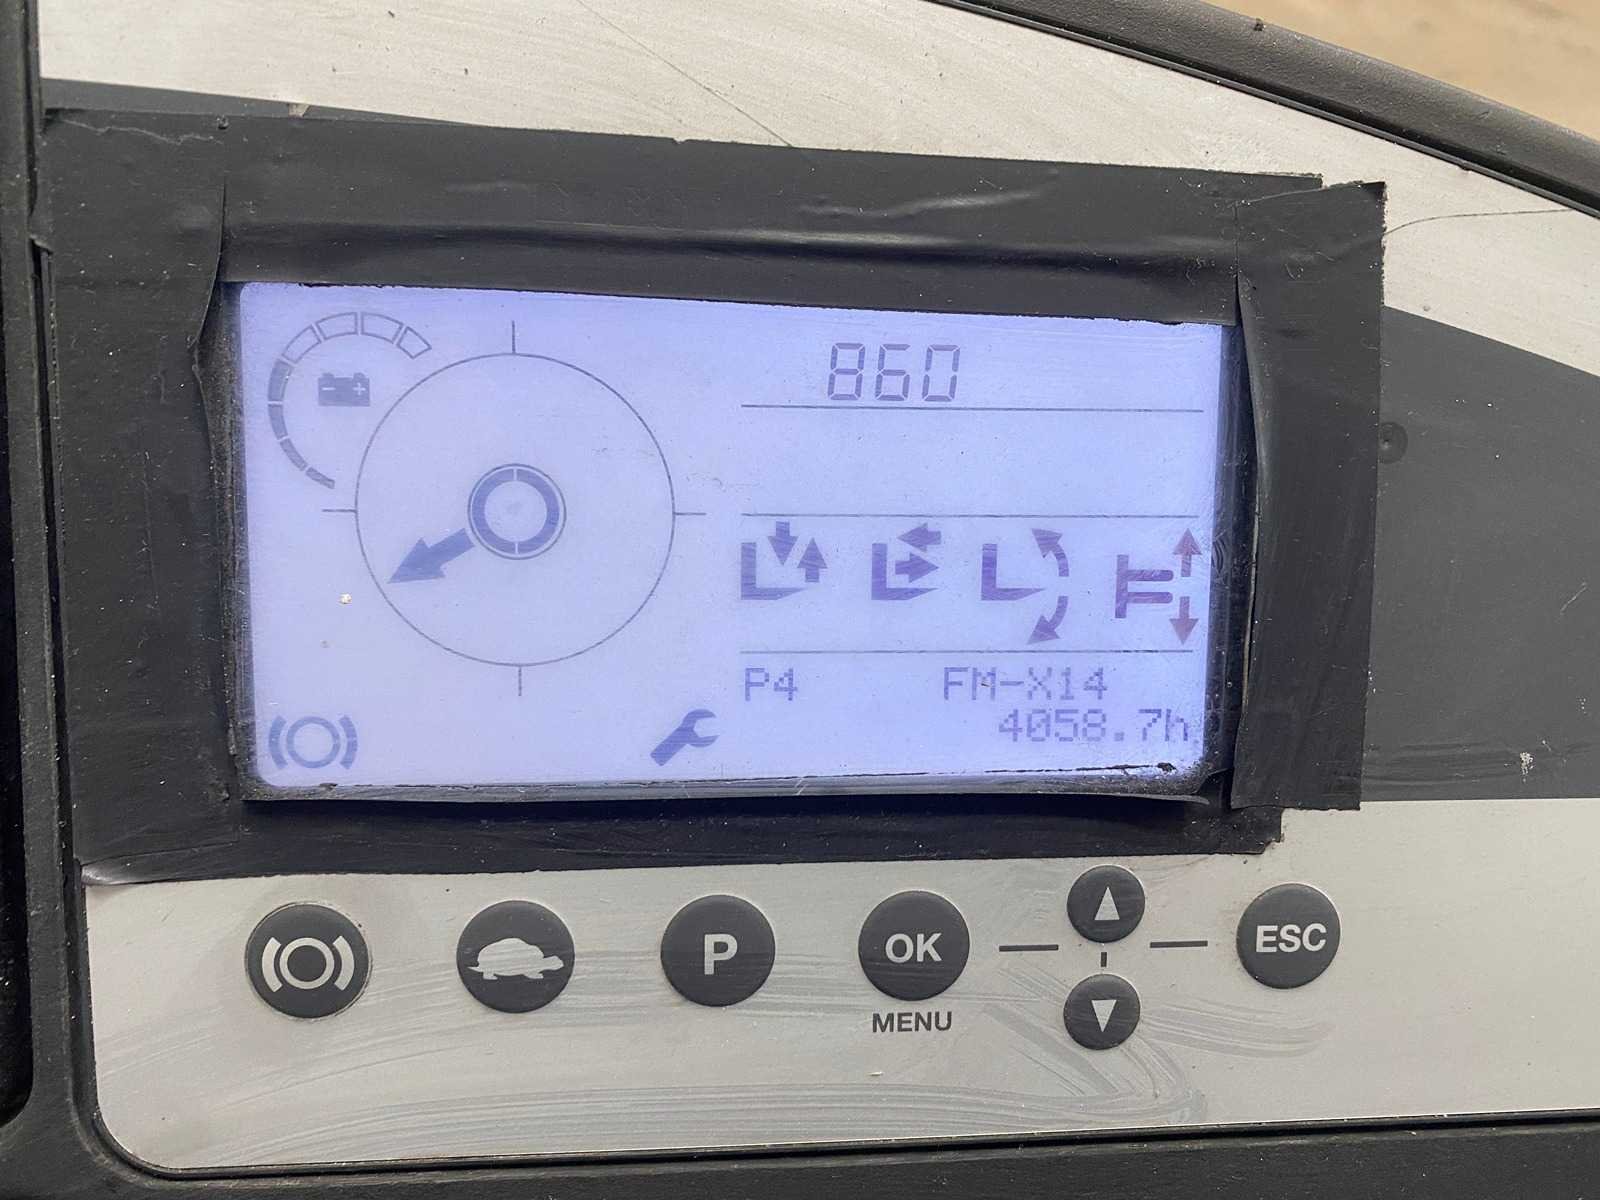 860
P4 FM-X14
4058.7h
P OK ESC
MENU